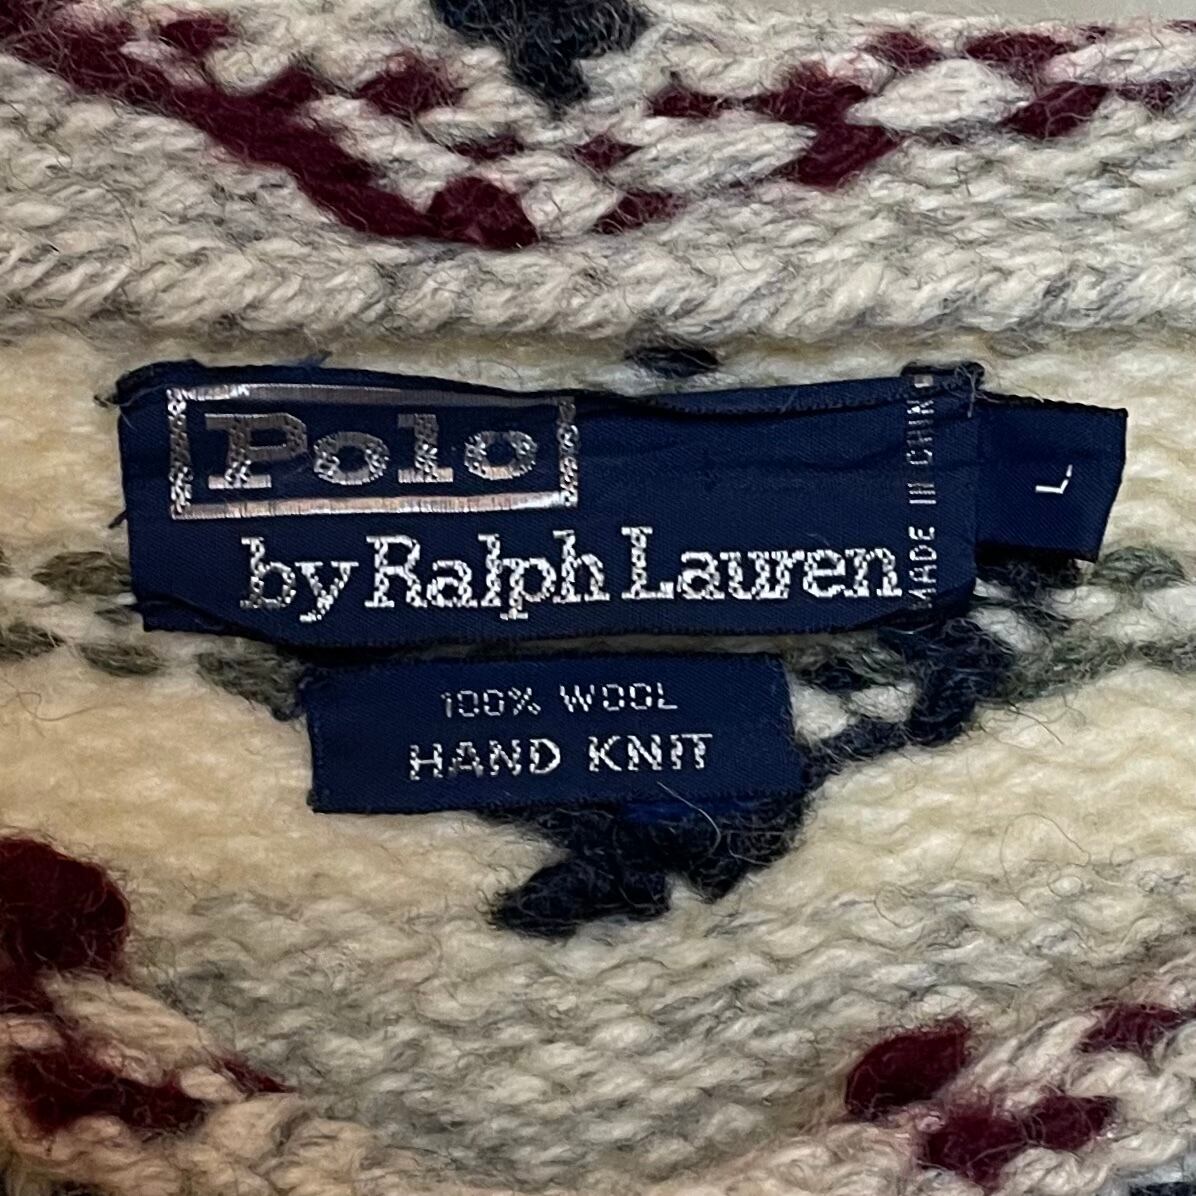 Polo
by Ralph Lauren
MADE IN CHINA
L
100% WOOL
HAND KNIT